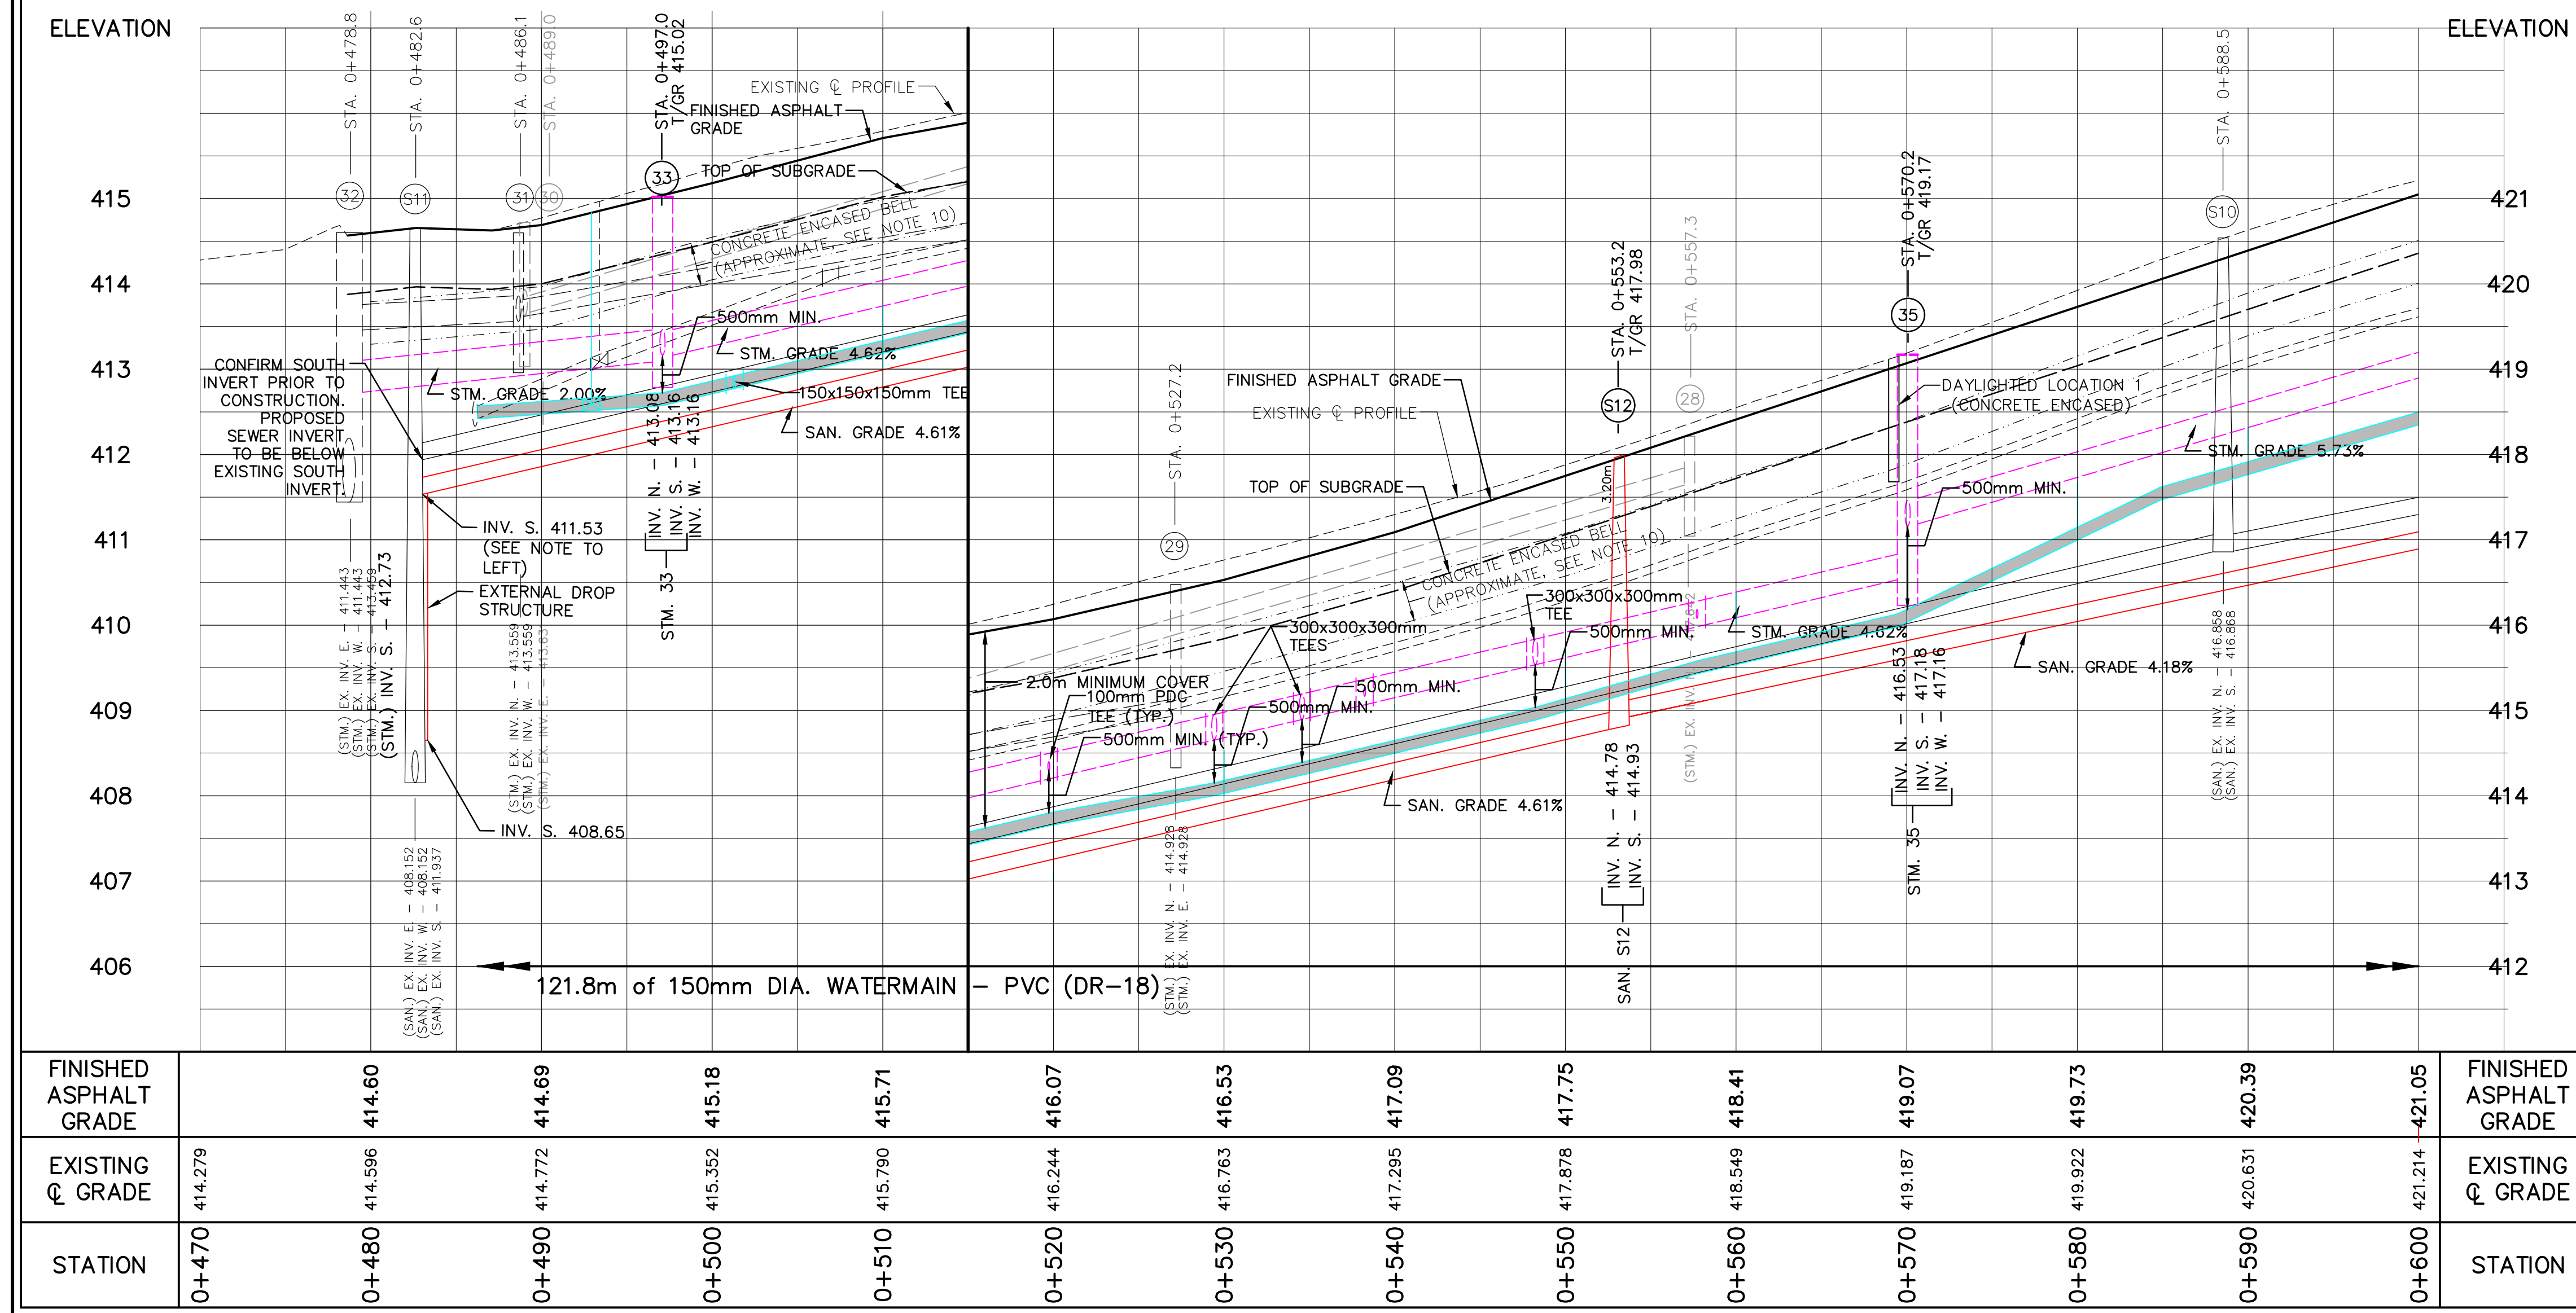 ELEVATION
ELEVATION
STA. 0+478.8
STA. 0+482.6
STA. 0+486.1
STA. 0+489.0
STA. 0+497.0
T/GR 415.02
EXISTING ℄ PROFILE
FINISHED ASPHALT
GRADE
TOP OF SUBGRADE
32
S11
31
30
33
415
414
413
412
411
410
409
408
407
406
CONCRETE ENCASED BELL
(APPROXIMATE, SEE NOTE 10)
500mm MIN.
STM. GRADE 4.62%
STM. GRADE 2.00%
150x150x150mm TEE
SAN. GRADE 4.61%
CONFIRM SOUTH
INVERT PRIOR TO
CONSTRUCTION.
PROPOSED
SEWER INVERT
TO BE BELOW
EXISTING SOUTH
INVERT.
INV. S. 411.53
(SEE NOTE TO
LEFT)
EXTERNAL DROP
STRUCTURE
INV. S. 408.65
INV. N. – 413.08
INV. S. – 413.16
INV. W. – 413.16
STM. 33
(STM.) EX. INV. E. – 411.443
(STM.) EX. INV. W. – 411.443
(STM.) EX. INV. S. – 413.459
(STM.) INV. S. – 412.73
(STM.) EX. INV. N. – 413.559
(STM.) EX. INV. W. – 413.559
(STM.) EX. INV. E. – 413.63
(SAN.) EX. INV. E. – 408.152
(SAN.) EX. INV. W. – 408.152
(SAN.) EX. INV. S. – 411.937
121.8m of 150mm DIA. WATERMAIN – PVC (DR–18)
STA. 0+527.2
29
STA. 0+553.2
T/GR 417.98
S12
STA. 0+557.3
28
STA. 0+570.2
T/GR 419.17
35
STA. 0+588.5
S10
FINISHED ASPHALT GRADE
EXISTING ℄ PROFILE
TOP OF SUBGRADE
3.20m
CONCRETE ENCASED BELL
(APPROXIMATE, SEE NOTE 10)
DAYLIGHTED LOCATION 1
(CONCRETE ENCASED)
STM. GRADE 5.73%
500mm MIN.
300x300x300mm
TEE
500mm MIN.
STM. GRADE 4.62%
300x300x300mm
TEES
2.0m MINIMUM COVER
100mm PDC
TEE (TYP.)
500mm MIN.
500mm MIN.
500mm MIN. (TYP.)
SAN. GRADE 4.61%
SAN. GRADE 4.18%
(STM.) EX. INV. N. – 414.928
(STM.) EX. INV. E. – 414.928
INV. N. – 414.78
INV. S. – 414.93
SAN. S12
(STM.) EX. INV.
INV. N. – 416.53
INV. S. – 417.18
INV. W. – 417.16
STM. 35
(SAN.) EX. INV. N. – 416.858
(SAN.) EX. INV. S. – 416.868
421
420
419
418
417
416
415
414
413
412
FINISHED
ASPHALT
GRADE
414.60
414.69
415.18
415.71
416.07
416.53
417.09
417.75
418.41
419.07
419.73
420.39
421.05
FINISHED
ASPHALT
GRADE
EXISTING
℄ GRADE
414.279
414.596
414.772
415.352
415.790
416.244
416.763
417.295
417.878
418.549
419.187
419.922
420.631
421.214
EXISTING
℄ GRADE
STATION
0+470
0+480
0+490
0+500
0+510
0+520
0+530
0+540
0+550
0+560
0+570
0+580
0+590
0+600
STATION